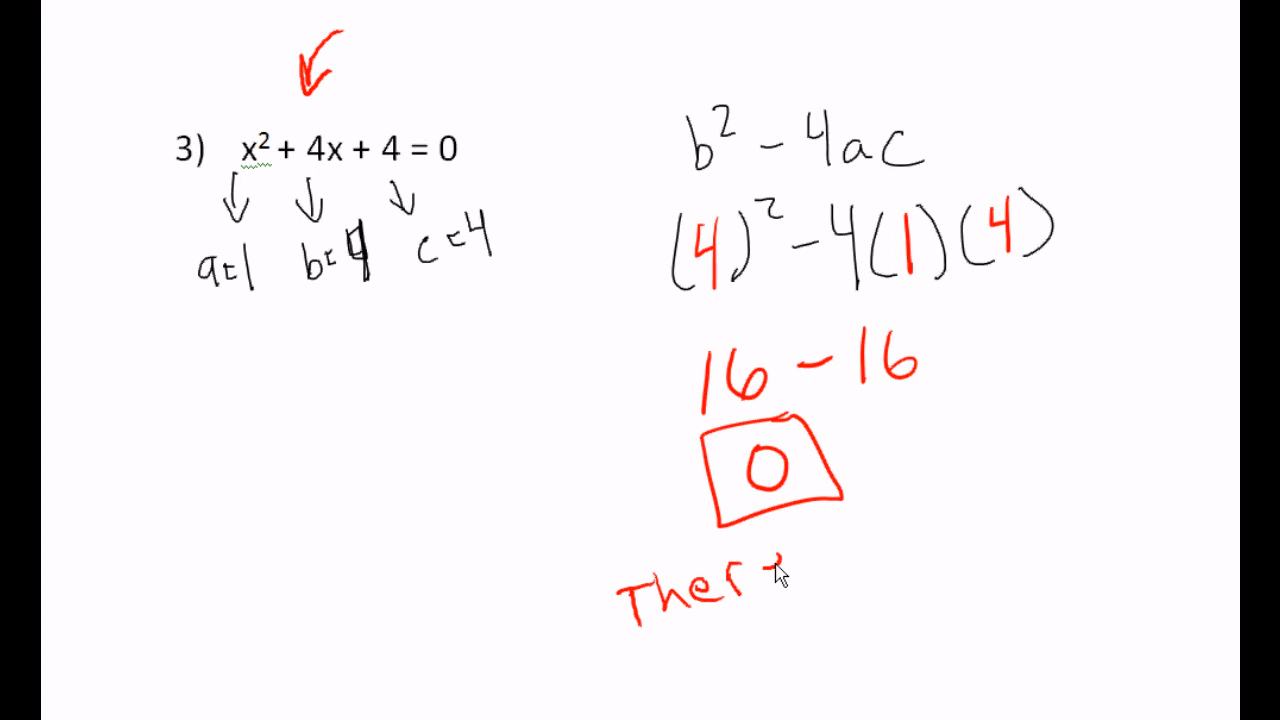 3) x² + 4x + 4 = 0
a=1 b=4 c=4
b² - 4ac
(4)² - 4(1)(4)
16 - 16
0
Ther